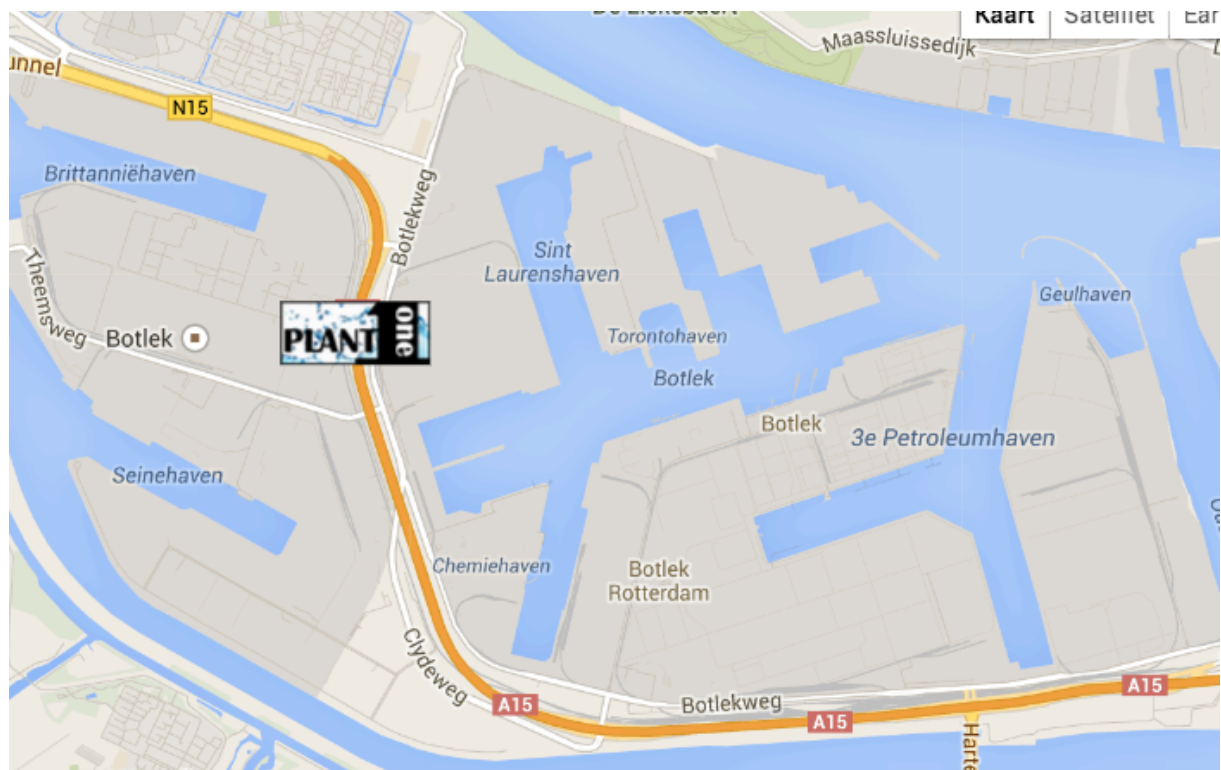 Kaart
Satelliet
Maassluissedijk
unnel
N15
Brittanniëhaven
Botlekweg
Sint
Laurenshaven
Theemsweg
Geulhaven
PLANT
one
Botlek
Torontohaven
Botlek
Botlek
3e Petroleumhaven
Seinehaven
Chemiehaven
Botlek
Rotterdam
Clydeweg
A15
Botlekweg
A15
A15
Harte